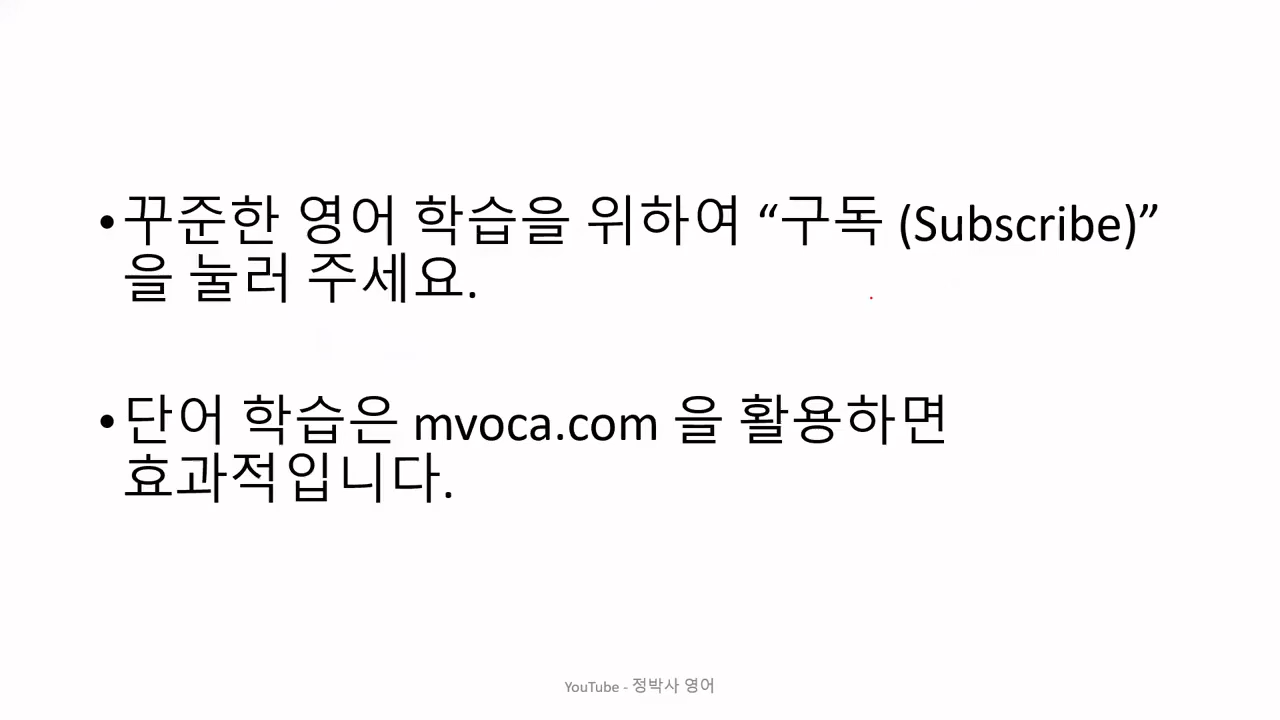 •꾸준한 영어 학습을 위하여 “구독 (Subscribe)”
을 눌러 주세요.
•단어 학습은 mvoca.com 을 활용하면
효과적입니다.
YouTube - 정박사 영어